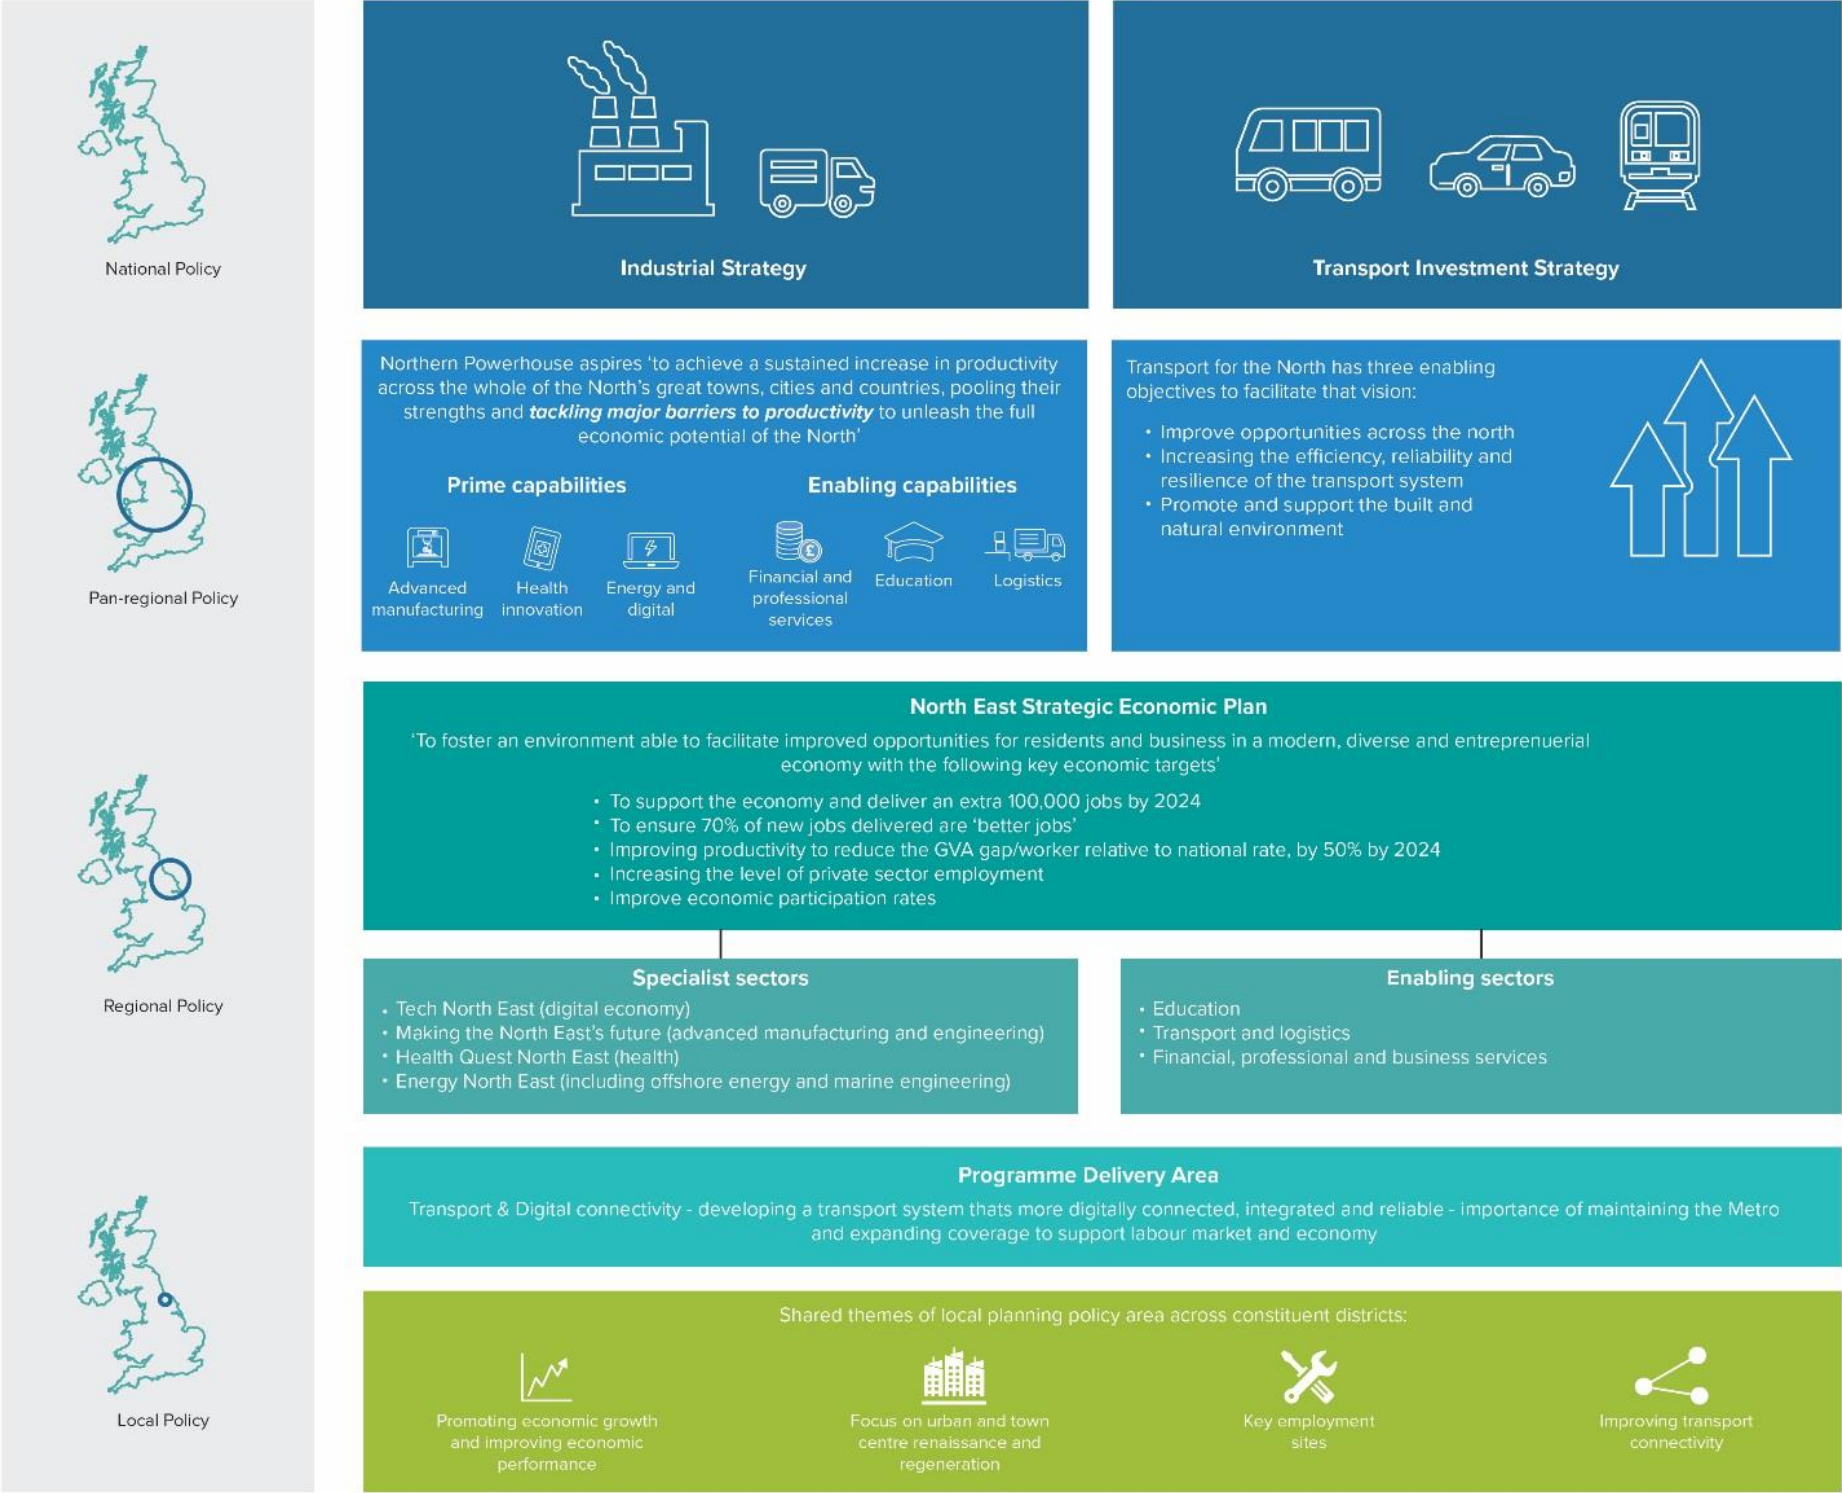 National Policy
Industrial Strategy
Transport Investment Strategy
Northern Powerhouse aspires 'to achieve a sustained increase in productivity
across the whole of the North's great towns, cities and countries, pooling their
strengths and tackling major barriers to productivity to unleash the full
economic potential of the North'
Prime capabilities
Enabling capabilities
Advanced
manufacturing
Health
innovation
Energy and
digital
Financial and
professional
services
Education
Logistics
Transport for the North has three enabling
objectives to facilitate that vision:
• Improve opportunities across the north
• Increasing the efficiency, reliability and
resilience of the transport system
• Promote and support the built and
natural environment
Pan-regional Policy
North East Strategic Economic Plan
'To foster an environment able to facilitate improved opportunities for residents and business in a modern, diverse and entreprenuerial
economy with the following key economic targets'
• To support the economy and deliver an extra 100,000 jobs by 2024
• To ensure 70% of new jobs delivered are 'better jobs'
• Improving productivity to reduce the GVA gap/worker relative to national rate, by 50% by 2024
• Increasing the level of private sector employment
• Improve economic participation rates
Regional Policy
Specialist sectors
• Tech North East (digital economy)
• Making the North East's future (advanced manufacturing and engineering)
• Health Quest North East (health)
• Energy North East (including offshore energy and marine engineering)
Enabling sectors
• Education
• Transport and logistics
• Financial, professional and business services
Programme Delivery Area
Transport & Digital connectivity - developing a transport system thats more digitally connected, integrated and reliable - importance of maintaining the Metro
and expanding coverage to support labour market and economy
Local Policy
Shared themes of local planning policy area across constituent districts:
Promoting economic growth
and improving economic
performance
Focus on urban and town
centre renaissance and
regeneration
Key employment
sites
Improving transport
connectivity